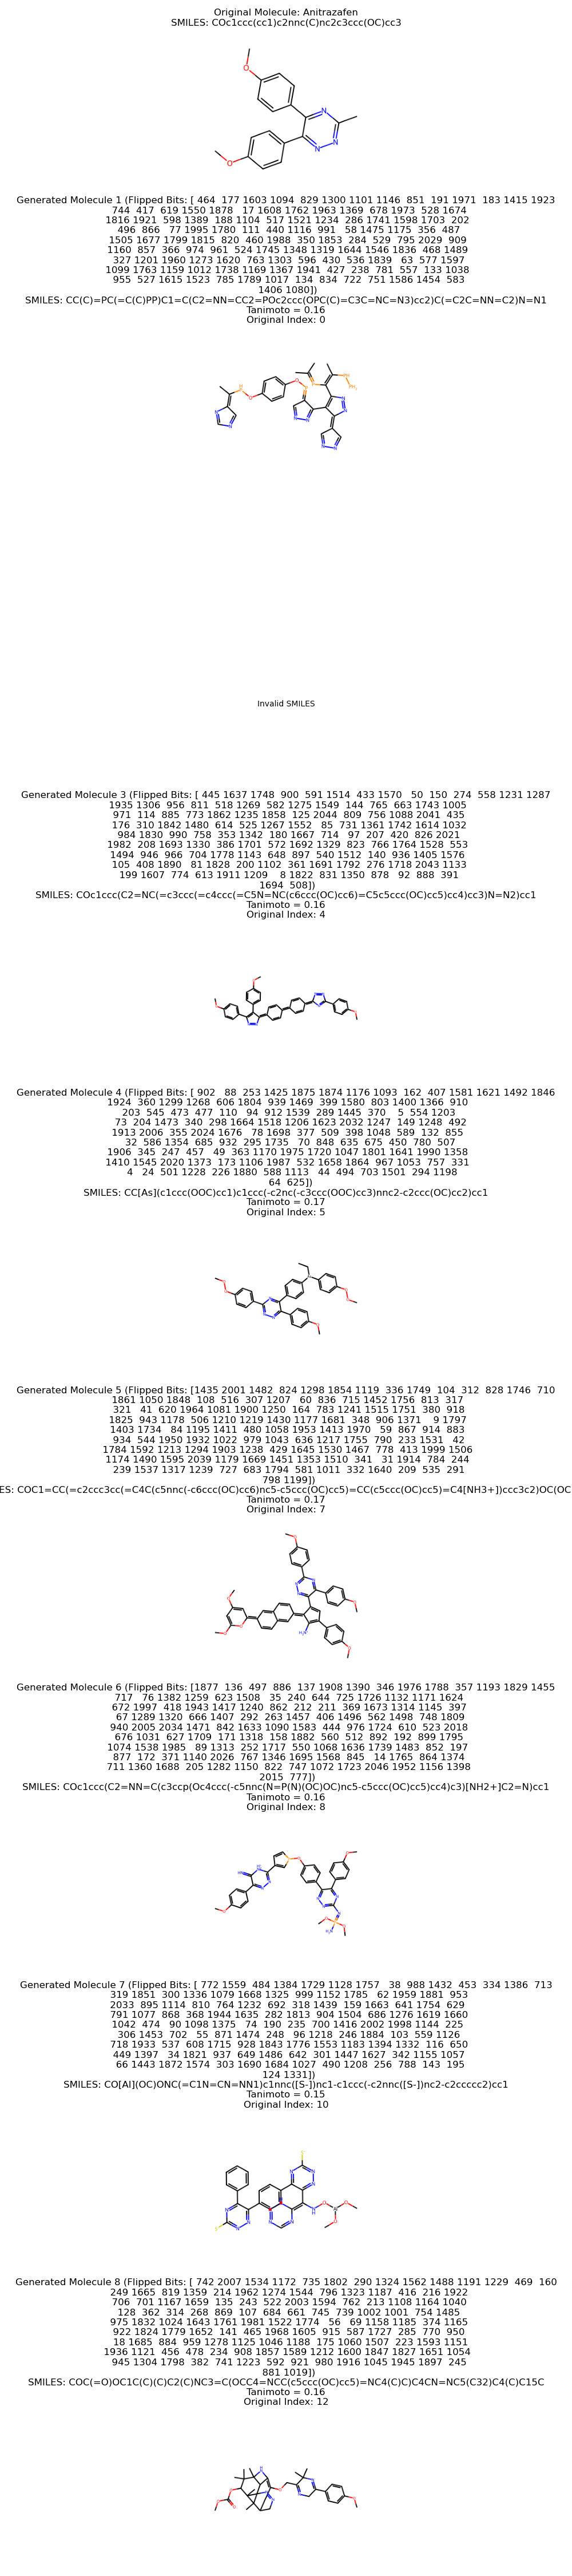 Original Molecule: Anitrazafen
SMILES: COc1ccc(cc1)c2nnc(C)nc2c3ccc(OC)cc3
Generated Molecule 1 (Flipped Bits: [ 464 177 1603 1094 829 1300 1101 1146 851 191 1971 183 1415 1923
744 417 619 1550 1878 17 1608 1762 1963 1369 678 1973 528 1674
1816 1921 598 1389 188 1104 517 1521 1234 286 1741 1598 1703 202
496 866 77 1995 1780 111 440 1116 991 58 1475 1175 356 487
1505 1677 1799 1815 820 460 1988 350 1853 284 529 795 2029 909
1160 857 366 974 961 524 1745 1348 1319 1644 1546 1836 468 1489
327 1201 1960 1273 1620 763 1303 596 430 536 1839 63 577 1597
1099 1763 1159 1012 1738 1169 1367 1941 427 238 781 557 133 1038
955 527 1615 1523 785 1789 1017 134 834 722 751 1586 1454 583
1406 1080])
SMILES: CC(C)=PC(=C(C)PP)C1=C(C2=NN=CC2=POc2ccc(OPC(C)=C3C=NC=N3)cc2)C(=C2C=NN=C2)N=N1
Tanimoto = 0.16
Original Index: 0
Invalid SMILES
Generated Molecule 3 (Flipped Bits: [ 445 1637 1748 900 591 1514 433 1570 50 150 274 558 1231 1287
1935 1306 956 811 518 1269 582 1275 1549 144 765 663 1743 1005
971 114 885 773 1862 1235 1858 125 2044 809 756 1088 2041 435
176 310 1842 1480 614 525 1267 1552 85 731 1361 1742 1614 1032
984 1830 990 758 353 1342 180 1667 714 97 207 420 826 2021
1982 208 1693 1330 386 1701 572 1692 1329 823 766 1764 1528 553
1494 946 966 704 1778 1143 648 897 540 1512 140 936 1405 1576
105 408 1890 81 1828 200 1102 361 1691 1792 276 1718 2043 1133
199 1607 774 613 1911 1209 8 1822 831 1350 878 92 888 391
1694 508])
SMILES: COc1ccc(C2=NC(=c3ccc(=c4ccc(=C5N=NC(c6ccc(OC)cc6)=C5c5ccc(OC)cc5)cc4)cc3)N=N2)cc1
Tanimoto = 0.16
Original Index: 4
Generated Molecule 4 (Flipped Bits: [ 902 88 253 1425 1875 1874 1176 1093 162 407 1581 1621 1492 1846
1924 360 1299 1268 606 1804 939 1469 399 1580 803 1400 1366 910
203 545 473 477 110 94 912 1539 289 1445 370 5 554 1203
73 204 1473 340 298 1664 1518 1206 1623 2032 1247 149 1248 492
1913 2006 355 2024 1676 78 1698 377 509 398 1048 589 132 855
32 586 1354 685 932 295 1735 70 848 635 675 450 780 507
1906 345 247 457 49 363 1170 1975 1720 1047 1801 1641 1990 1358
1410 1545 2020 1373 173 1106 1987 532 1658 1864 967 1053 757 331
4 24 501 1228 226 1880 588 1113 44 494 703 1501 294 1198
64 625])
SMILES: CC[As](c1ccc(OOC)cc1)c1ccc(-c2nc(-c3ccc(OOC)cc3)nnc2-c2ccc(OC)cc2)cc1
Tanimoto = 0.17
Original Index: 5
Generated Molecule 5 (Flipped Bits: [1435 2001 1482 824 1298 1854 1119 336 1749 104 312 828 1746 710
1861 1050 1848 108 516 307 1207 60 836 715 1452 1756 813 317
321 41 620 1964 1081 1900 1250 164 783 1241 1515 1751 380 918
1825 943 1178 506 1210 1219 1430 1177 1681 348 906 1371 9 1797
1403 1734 84 1195 1411 480 1058 1953 1413 1970 59 867 914 883
934 544 1950 1932 1022 979 1043 636 1217 1755 790 233 1531 42
1784 1592 1213 1294 1903 1238 429 1645 1530 1467 778 413 1999 1506
1174 1490 1595 2039 1179 1669 1451 1353 1510 341 31 1914 784 244
239 1537 1317 1239 727 683 1794 581 1011 332 1640 209 535 291
798 1199])
ES: COC1=CC(=c2ccc3cc(=C4C(c5nnc(-c6ccc(OC)cc6)nc5-c5ccc(OC)cc5)=CC(c5ccc(OC)cc5)=C4[NH3+])ccc3c2)OC(OC
Tanimoto = 0.17
Original Index: 7
Generated Molecule 6 (Flipped Bits: [1877 136 497 886 137 1908 1390 346 1976 1788 357 1193 1829 1455
717 76 1382 1259 623 1508 35 240 644 725 1726 1132 1171 1624
672 1997 418 1943 1417 1240 862 212 211 369 1673 1314 1145 397
67 1289 1320 666 1407 292 263 1457 406 1496 562 1498 748 1809
940 2005 2034 1471 842 1633 1090 1583 444 976 1724 610 523 2018
676 1031 627 1709 171 1318 158 1882 560 512 892 192 899 1795
1074 1538 1985 89 1313 252 1717 550 1068 1636 1739 1483 852 197
877 172 371 1140 2026 767 1346 1695 1568 845 14 1765 864 1374
711 1360 1688 205 1282 1150 822 747 1072 1723 2046 1952 1156 1398
2015 777])
SMILES: COc1ccc(C2=NN=C(c3ccp(Oc4ccc(-c5nnc(N=P(N)(OC)OC)nc5-c5ccc(OC)cc5)cc4)c3)[NH2+]C2=N)cc1
Tanimoto = 0.16
Original Index: 8
Generated Molecule 7 (Flipped Bits: [ 772 1559 484 1384 1729 1128 1757 38 988 1432 453 334 1386 713
319 1851 300 1336 1079 1668 1325 999 1152 1785 62 1959 1881 953
2033 895 1114 810 764 1232 692 318 1439 159 1663 641 1754 629
791 1077 868 368 1944 1635 282 1813 904 1504 686 1276 1619 1660
1042 474 90 1098 1375 74 190 235 700 1416 2002 1998 1144 225
306 1453 702 55 871 1474 248 96 1218 246 1884 103 559 1126
718 1933 537 608 1715 928 1843 1776 1553 1183 1394 1332 116 650
449 1397 34 1821 937 649 1486 642 301 1447 1627 342 1155 1057
66 1443 1872 1574 303 1690 1684 1027 490 1208 256 788 143 195
124 1331])
SMILES: CO[Al](OC)ONC(=C1N=CN=NN1)c1nnc([S-])nc1-c1ccc(-c2nnc([S-])nc2-c2ccccc2)cc1
Tanimoto = 0.15
Original Index: 10
Generated Molecule 8 (Flipped Bits: [ 742 2007 1534 1172 735 1802 290 1324 1562 1488 1191 1229 469 160
249 1665 819 1359 214 1962 1274 1544 796 1323 1187 416 216 1922
706 701 1167 1659 135 243 522 2003 1594 762 213 1108 1164 1040
128 362 314 268 869 107 684 661 745 739 1002 1001 754 1485
975 1832 1024 1643 1761 1981 1522 1774 56 69 1158 1185 374 1165
922 1824 1779 1652 141 465 1968 1605 915 587 1727 285 770 950
18 1685 884 959 1278 1125 1046 1188 175 1060 1507 223 1593 1151
1936 1121 456 478 234 908 1857 1589 1212 1600 1847 1827 1651 1054
945 1304 1798 382 741 1223 592 921 980 1916 1045 1945 1897 245
881 1019])
SMILES: COC(=O)OC1C(C)(C)C2(C)NC3=C(OCC4=NCC(c5ccc(OC)cc5)=NC4(C)C)C4CN=NC5(C32)C4(C)C15C
Tanimoto = 0.16
Original Index: 12